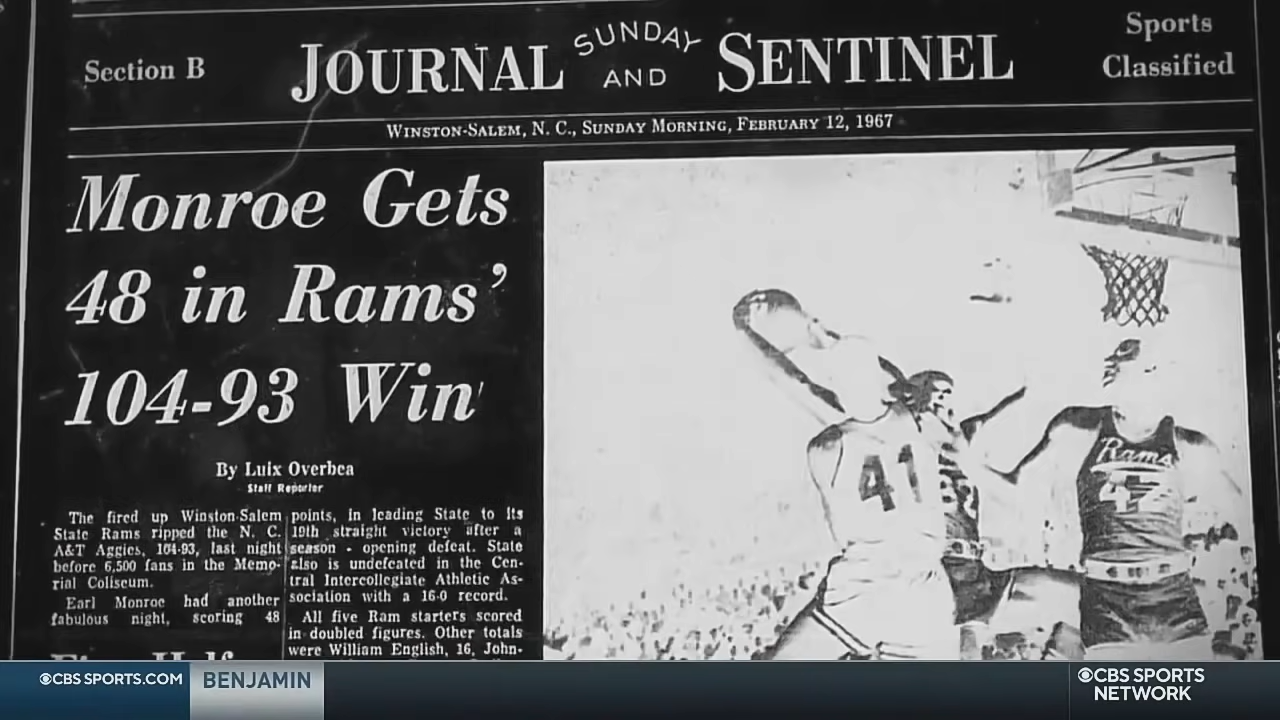 Section B
JOURNAL SUNDAY AND SENTINEL
Sports
Classified
WINSTON-SALEM, N. C., SUNDAY MORNING, FEBRUARY 12, 1967
Monroe Gets
48 in Rams'
104-93 Win
By Luix Overbea
Staff Reporter
The fired up Winston-Salem
State Rams ripped the N. C.
A&T Aggies, 104-93, last night
before 6,500 fans in the Memo-
rial Coliseum.
Earl Monroe had another
fabulous night, scoring 48
points, in leading State to its
19th straight victory after a
season - opening defeat. State
also is undefeated in the Cen-
tral Intercollegiate Athletic As-
sociation with a 16-0 record.
All five Ram starters scored
in doubled figures. Other totals
were William English, 16, John-
41
Rams
42
CBS SPORTS.COM
BENJAMIN
CBS SPORTS
NETWORK